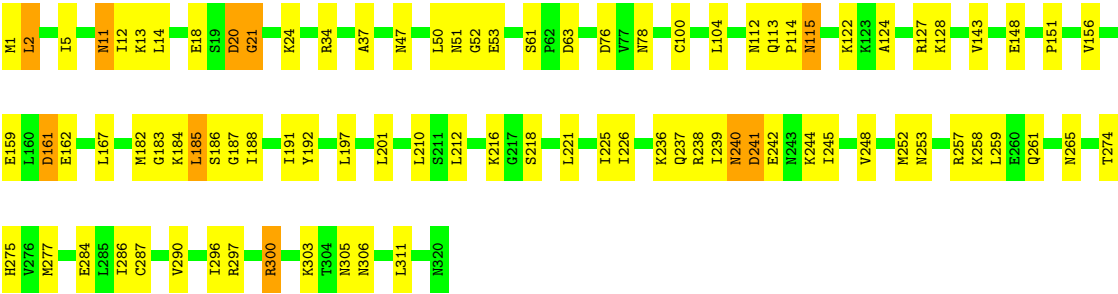 M1 L2 I5 N11 I12 K13 L14 E18 S19 D20 G21 K24 R34 A37 N47 L50 N51 G52 E53 S61 P62 D63 D76 V77 N78 C100 L104 N112 Q113 P114 N115 K122 K123 A124 R127 K128 V143 E148 P151 V156
E159 L160 D161 E162 L167 M182 G183 K184 L185 S186 G187 I188 I191 Y192 L197 L201 L210 S211 L212 K216 G217 S218 L221 I225 I226 K236 Q237 R238 I239 N240 D241 E242 N243 K244 I245 V248 M252 N253 R257 K258 L259 E260 Q261 N265 T274
H275 V276 M277 E284 L285 I286 C287 V290 I296 R297 R300 K303 T304 N305 N306 L311 N320